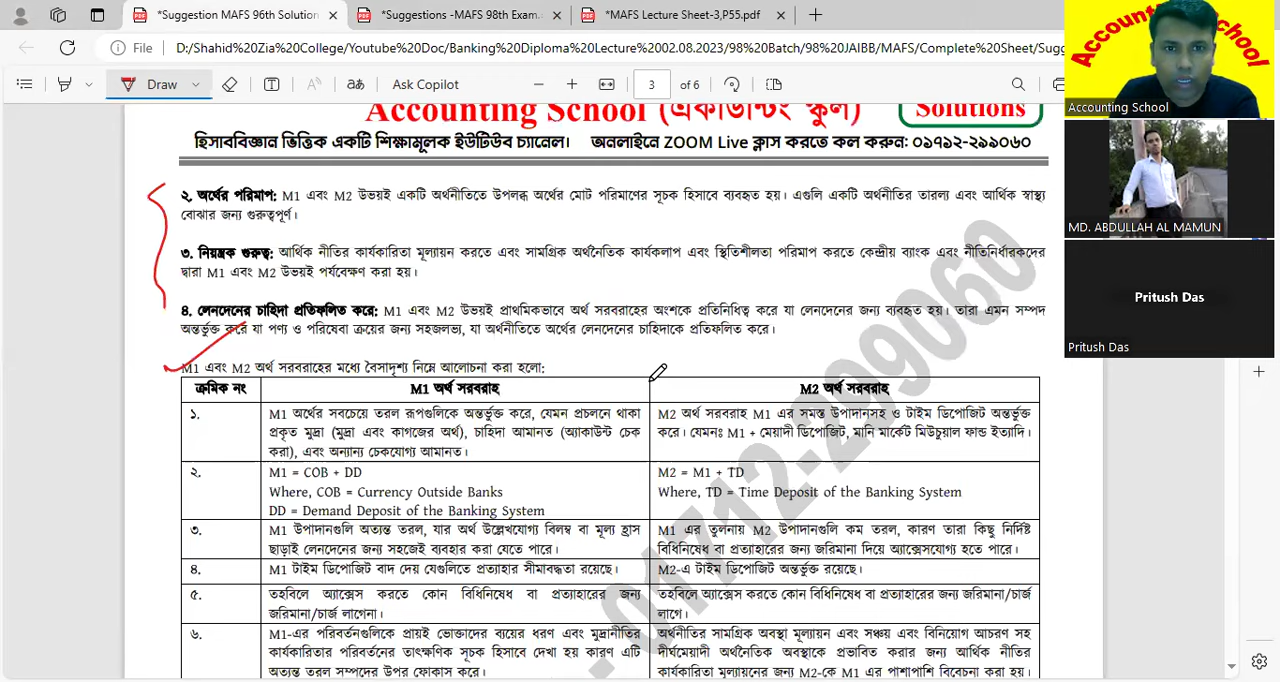 *Suggestion MAFS 96th Solution
*Suggestions -MAFS 98th Exam.
*MAFS Lecture Sheet-3,P55.pdf
File
D:/Shahid%20Zia%20College/Youtube%20Doc/Banking%20Diploma%20Lecture%2002.08.2023/98%20Batch/98%20JAIBB/MAFS/Complete%20Sheet/Sugg
Draw
Ask Copilot
3
of 6
Accounting School (একাউন্টিং স্কুল)
Solutions
হিসাববিজ্ঞান ভিত্তিক একটি শিক্ষামূলক ইউটিউব চ্যানেল। অনলাইনে ZOOM Live ক্লাস করতে কল করুন: ০১৭১২-২৯৯০৬০
২. অর্থের পরিমাপ: M1 এবং M2 উভয়ই একটি অর্থনীতিতে উপলব্ধ অর্থের মোট পরিমাণের সূচক হিসাবে ব্যবহৃত হয়। এগুলি একটি অর্থনীতির তারল্য এবং আর্থিক স্বাস্থ্য
বোঝার জন্য গুরুত্বপূর্ণ।
৩. নিয়ন্ত্রক গুরুত্ব: আর্থিক নীতির কার্যকারিতা মূল্যায়ন করতে এবং সামগ্রিক অর্থনৈতিক কার্যকলাপ এবং স্থিতিশীলতা পরিমাপ করতে কেন্দ্রীয় ব্যাংক এবং নীতিনির্ধারকদের
দ্বারা M1 এবং M2 উভয়ই পর্যবেক্ষণ করা হয়।
৪. লেনদেনের চাহিদা প্রতিফলিত করে: M1 এবং M2 উভয়ই প্রাথমিকভাবে অর্থ সরবরাহের অংশকে প্রতিনিধিত্ব করে যা লেনদেনের জন্য ব্যবহৃত হয়। তারা এমন সম্পদ
অন্তর্ভুক্ত করে যা পণ্য ও পরিষেবা ক্রয়ের জন্য সহজলভ্য, যা অর্থনীতিতে অর্থের লেনদেনের চাহিদাকে প্রতিফলিত করে।
M1 এবং M2 অর্থ সরবরাহের মধ্যে বৈসাদৃশ্য নিম্নে আলোচনা করা হলো:
ক্রমিক নং
M1 অর্থ সরবরাহ
M2 অর্থ সরবরাহ
১.
M1 অর্থের সবচেয়ে তরল রূপগুলিকে অন্তর্ভুক্ত করে, যেমন প্রচলনে থাকা
প্রকৃত মুদ্রা (মুদ্রা এবং কাগজের অর্থ), চাহিদা আমানত (অ্যাকাউন্ট চেক
করা), এবং অন্যান্য চেকযোগ্য আমানত।
M2 অর্থ সরবরাহ M1 এর সমস্ত উপাদানসহ ও টাইম ডিপোজিট অন্তর্ভুক্ত
করে। যেমনঃ M1 + মেয়াদী ডিপোজিট, মানি মার্কেট মিউচুয়াল ফান্ড ইত্যাদি।
২.
M1 = COB + DD
Where, COB = Currency Outside Banks
DD = Demand Deposit of the Banking System
M2 = M1 + TD
Where, TD = Time Deposit of the Banking System
৩.
M1 উপাদানগুলি অত্যন্ত তরল, যার অর্থ উল্লেখযোগ্য বিলম্ব বা মূল্য হ্রাস
ছাড়াই লেনদেনের জন্য সহজেই ব্যবহার করা যেতে পারে।
M1 এর তুলনায় M2 উপাদানগুলি কম তরল, কারণ তারা কিছু নির্দিষ্ট
বিধিনিষেধ বা প্রত্যাহারের জন্য জরিমানা দিয়ে অ্যাক্সেসযোগ্য হতে পারে।
৪.
M1 টাইম ডিপোজিট বাদ দেয় যেগুলিতে প্রত্যাহার সীমাবদ্ধতা রয়েছে।
M2-এ টাইম ডিপোজিট অন্তর্ভুক্ত রয়েছে।
৫.
তহবিলে অ্যাক্সেস করতে কোন বিধিনিষেধ বা প্রত্যাহারের জন্য
জরিমানা/চার্জ লাগেনা।
তহবিলে অ্যাক্সেস করতে কোন বিধিনিষেধ বা প্রত্যাহারের জন্য জরিমানা/চার্জ
লাগে।
৬.
M1-এর পরিবর্তনগুলিকে প্রায়ই ভোক্তাদের ব্যয়ের ধরণ এবং মুদ্রানীতির
কার্যকারিতার পরিবর্তনের তাৎক্ষণিক সূচক হিসাবে দেখা হয় কারণ এটি
অত্যন্ত তরল সম্পদের উপর ফোকাস করে।
অর্থনীতির সামগ্রিক অবস্থা মূল্যায়ন এবং সঞ্চয় এবং বিনিয়োগ আচরণ সহ
দীর্ঘমেয়াদী অর্থনৈতিক অবস্থাকে প্রভাবিত করার জন্য আর্থিক নীতির
কার্যকারিতা মূল্যায়নের জন্য M2-কে M1 এর পাশাপাশি বিবেচনা করা হয়।
-01712-299060
Accounting School
Accounting School
MD. ABDULLAH AL MAMUN
Pritush Das
Pritush Das